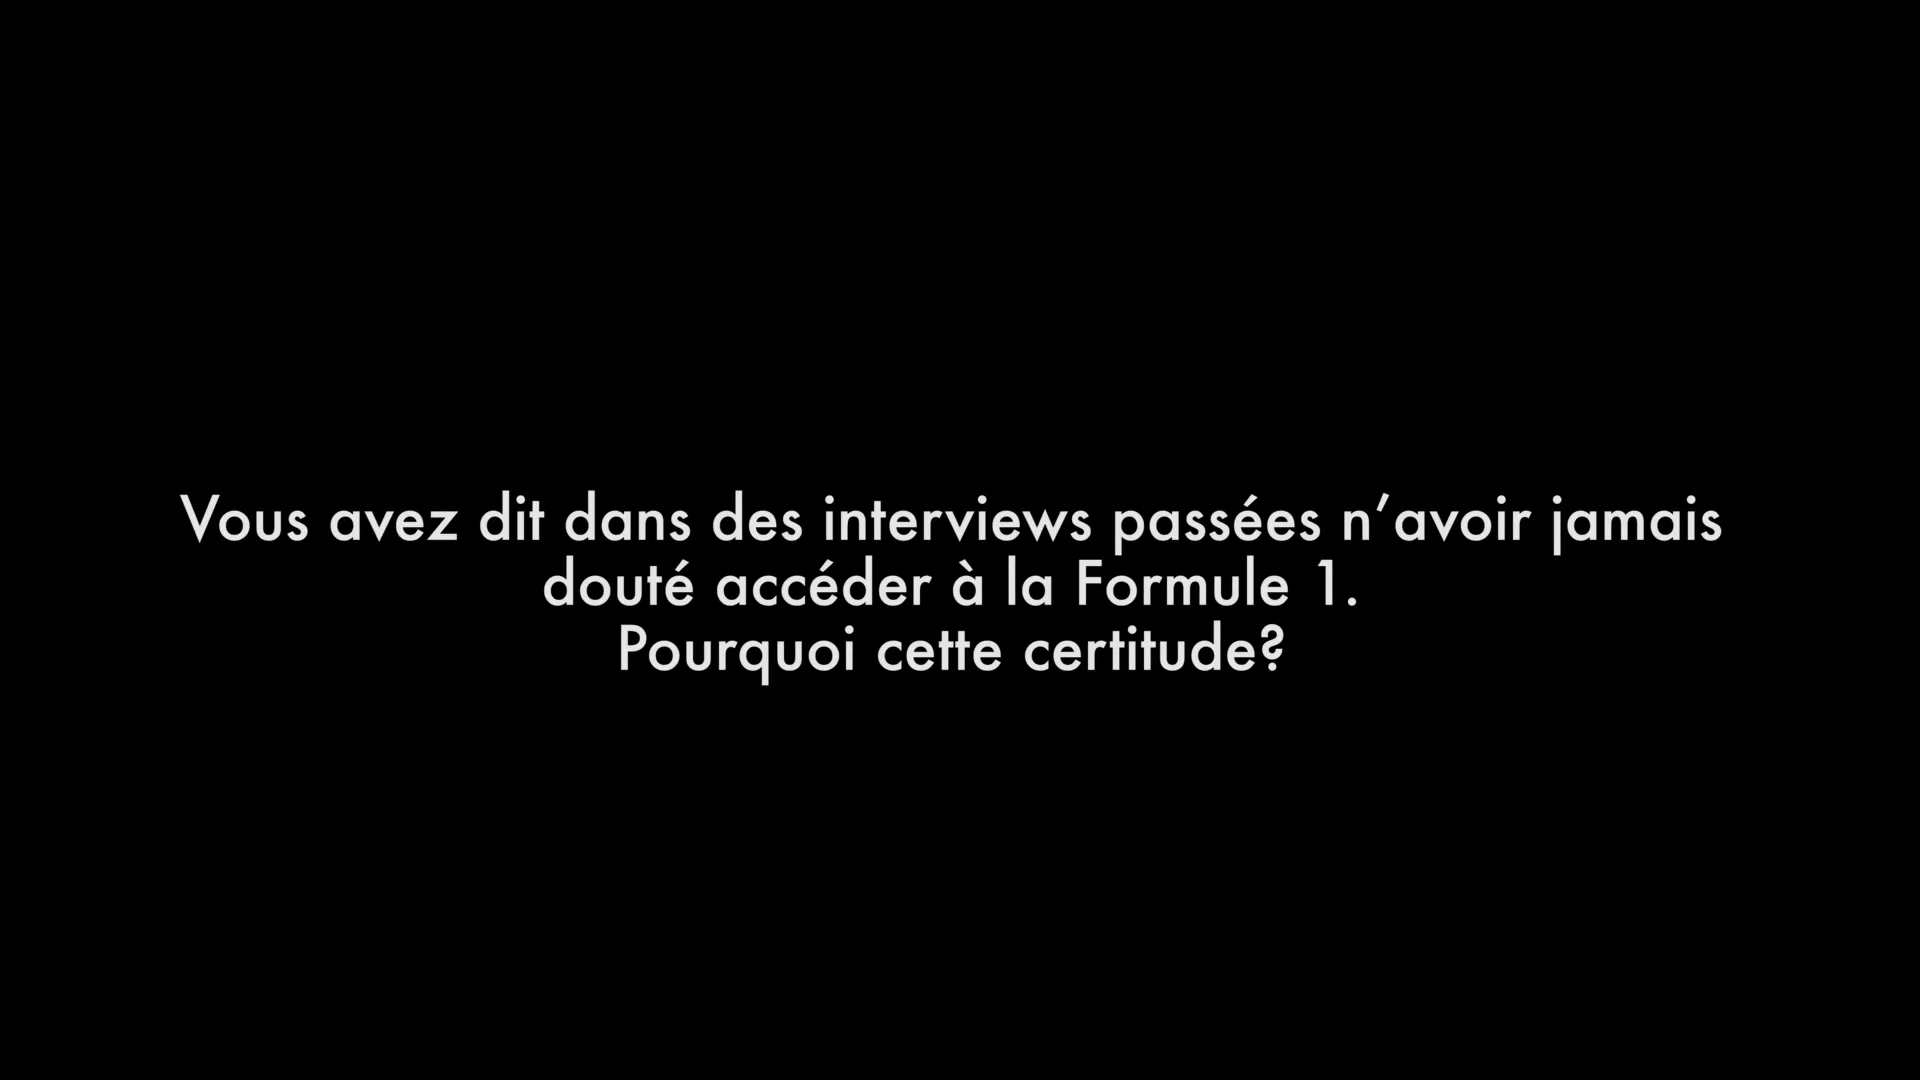 Vous avez dit dans des interviews passées n’avoir jamais
douté accéder à la Formule 1.
Pourquoi cette certitude?